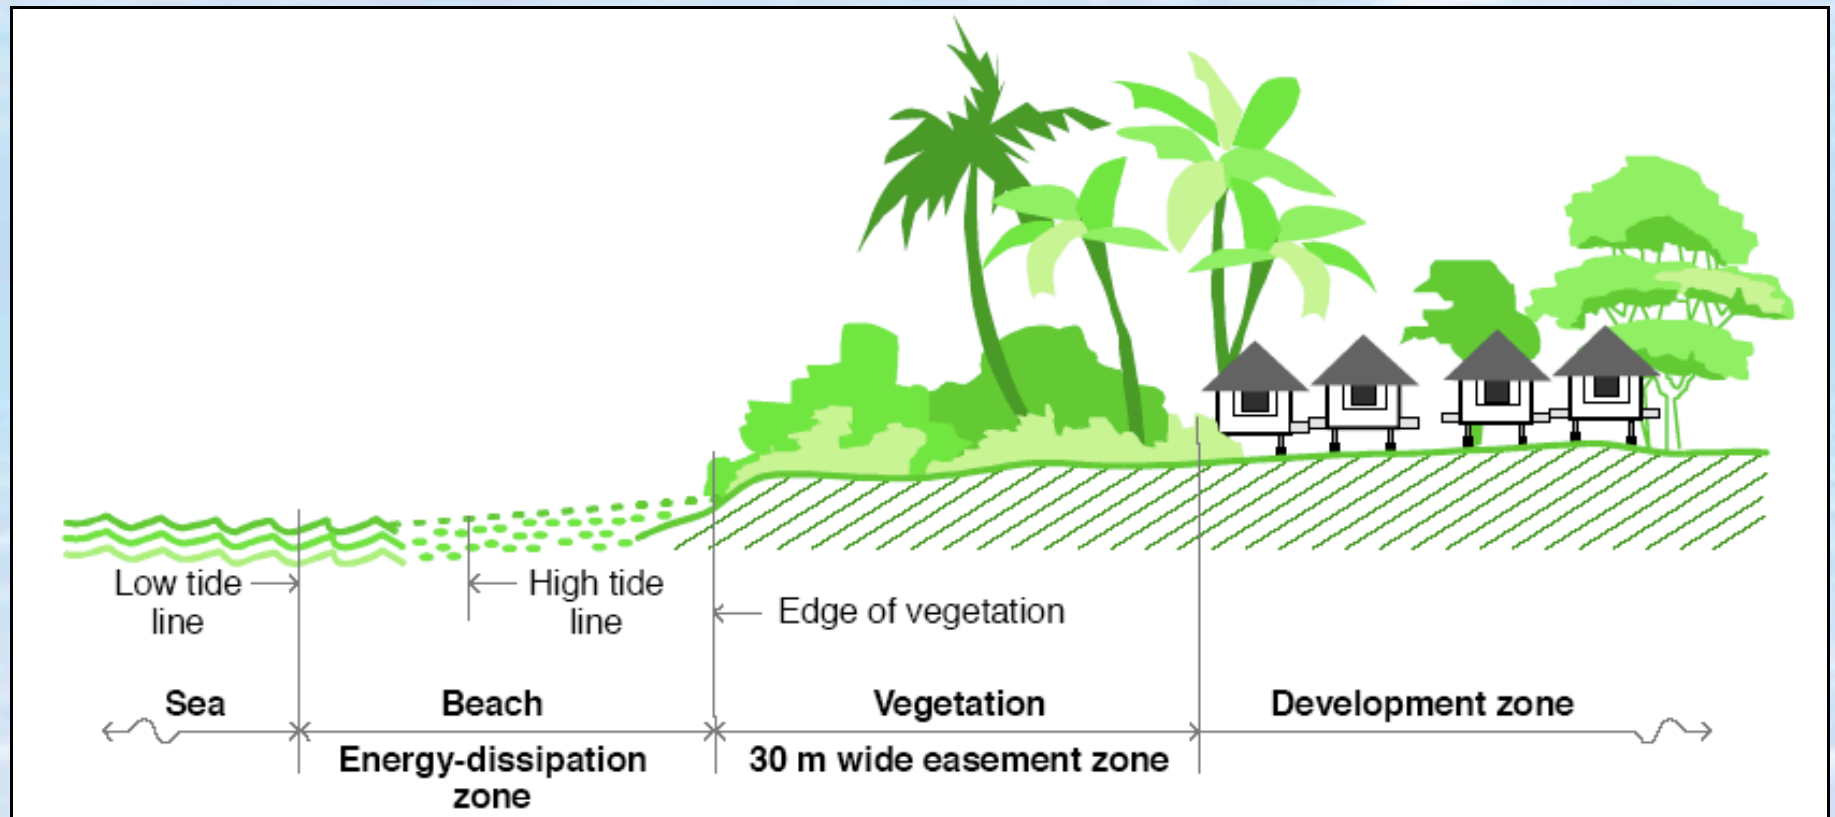 Low tide
line
High tide
line
Edge of vegetation
Sea
Beach
Vegetation
Development zone
Energy-dissipation
zone
30 m wide easement zone